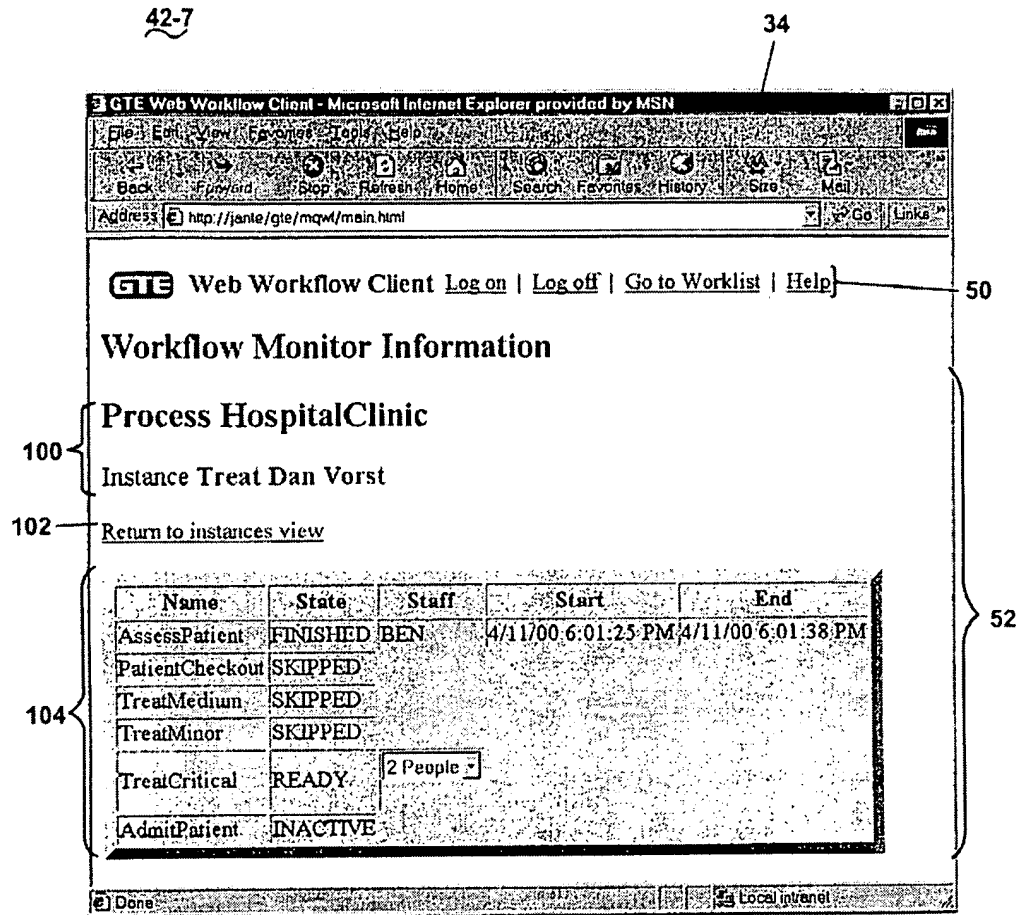 42-7
34
GTE Web Workflow Client - Microsoft Internet Explorer provided by MSN
File Edit View Favorites Tools Help
Back Forward Stop Refresh Home Search Favorites History Size Mail
Address http://jante/gte/mqwf/main.html Go Links »
GTE Web Workflow Client Log on | Log off | Go to Worklist | Help
50
Workflow Monitor Information
Process HospitalClinic
100
Instance Treat Dan Vorst
102
Return to instances view
Name State Staff Start End
AssessPatient FINISHED BEN 4/11/00 6:01:25 PM 4/11/00 6:01:38 PM
52
PatientCheckout SKIPPED
TreatMedium SKIPPED
104
TreatMinor SKIPPED
TreatCritical READY 2 People
AdmitPatient INACTIVE
Done Local intranet